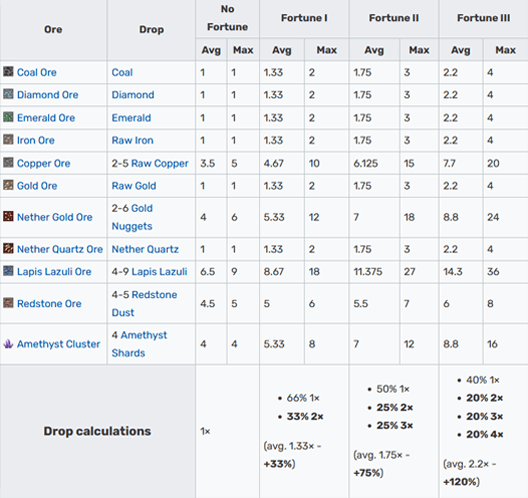 Ore Drop No Fortune Fortune I Fortune II Fortune III
Avg Max Avg Max Avg Max Avg Max
Coal Ore Coal 1 1 1.33 2 1.75 3 2.2 4
Diamond Ore Diamond 1 1 1.33 2 1.75 3 2.2 4
Emerald Ore Emerald 1 1 1.33 2 1.75 3 2.2 4
Iron Ore Raw Iron 1 1 1.33 2 1.75 3 2.2 4
Copper Ore 2-5 Raw Copper 3.5 5 4.67 10 6.125 15 7.7 20
Gold Ore Raw Gold 1 1 1.33 2 1.75 3 2.2 4
Nether Gold Ore 2-6 Gold Nuggets 4 6 5.33 12 7 18 8.8 24
Nether Quartz Ore Nether Quartz 1 1 1.33 2 1.75 3 2.2 4
Lapis Lazuli Ore 4-9 Lapis Lazuli 6.5 9 8.67 18 11.375 27 14.3 36
Redstone Ore 4-5 Redstone Dust 4.5 5 5 6 5.5 7 6 8
Amethyst Cluster 4 Amethyst Shards 4 4 5.33 8 7 12 8.8 16
Drop calculations
1×
• 66% 1×
• 33% 2×
(avg. 1.33× -
+33%)
• 50% 1×
• 25% 2×
• 25% 3×
(avg. 1.75× -
+75%)
• 40% 1×
• 20% 2×
• 20% 3×
• 20% 4×
(avg. 2.2× -
+120%)